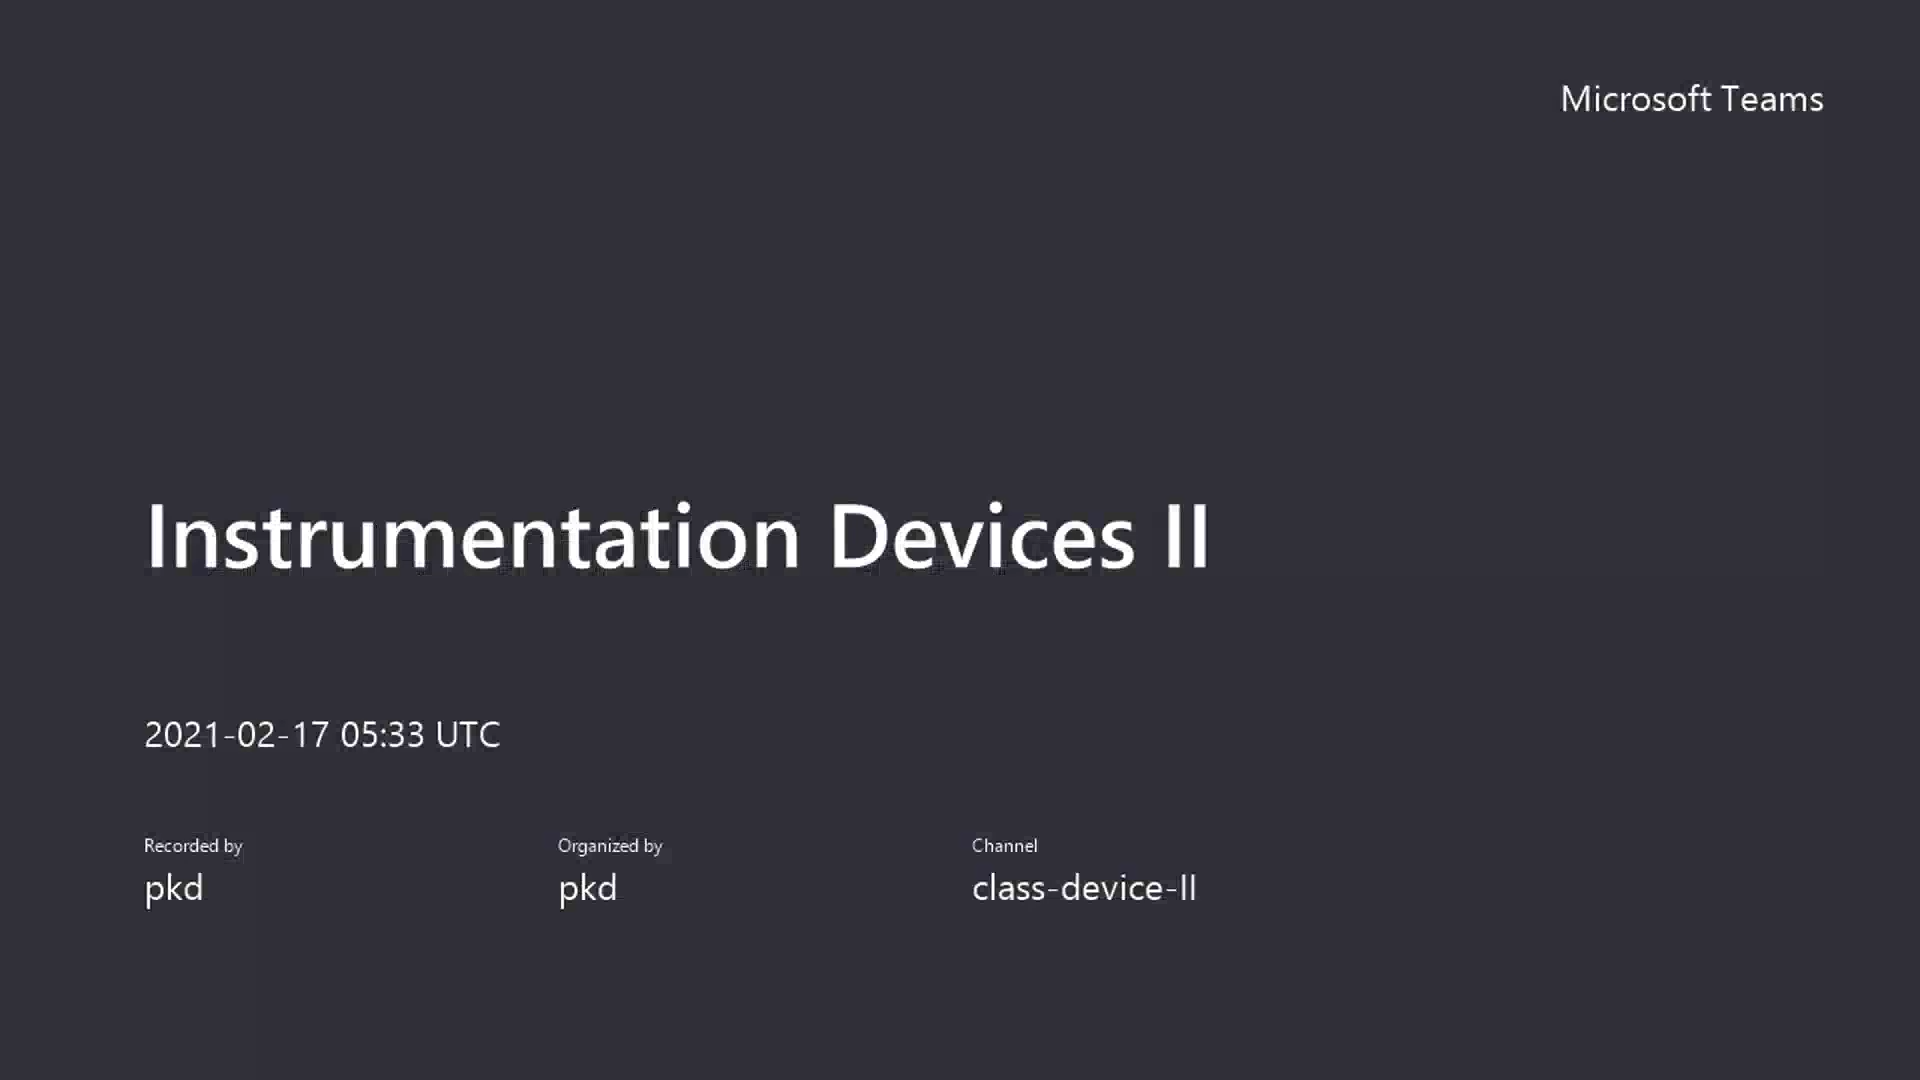 Microsoft Teams
Instrumentation Devices II
2021-02-17 05:33 UTC
Recorded by
pkd
Organized by
pkd
Channel
class-device-II